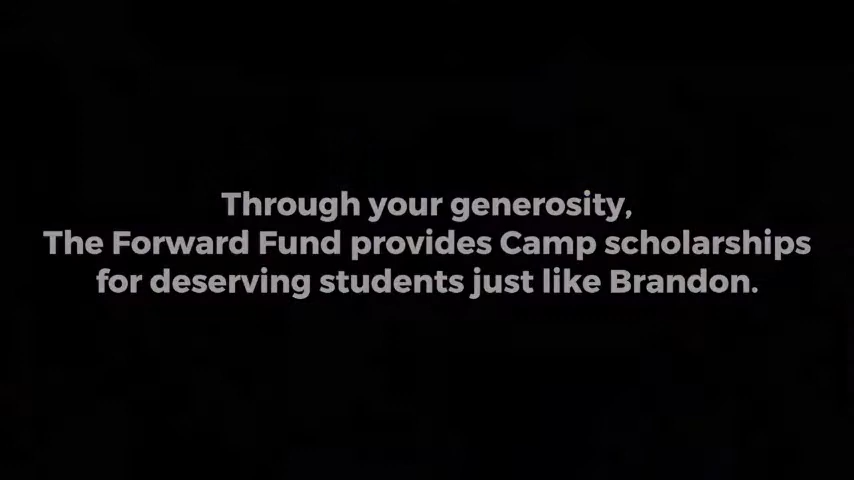 Through your generosity,
The Forward Fund provides Camp scholarships
for deserving students just like Brandon.